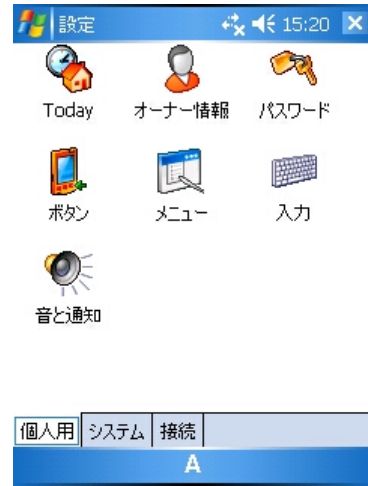 設定 15:20
Today オーナー情報 パスワード
ボタン メニュー 入力
音と通知
個人用 システム 接続
A